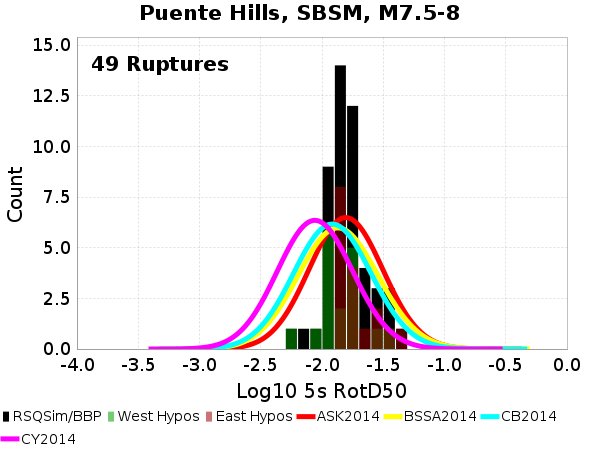 Puente Hills, SBSM, M7.5-8
49 Ruptures
15.0
12.5
10.0
7.5
5.0
2.5
0.0
Count
-4.0 -3.5 -3.0 -2.5 -2.0 -1.5 -1.0 -0.5 0.0
Log10 5s RotD50
RSQSim/BBP West Hypos East Hypos ASK2014 BSSA2014 CB2014
CY2014